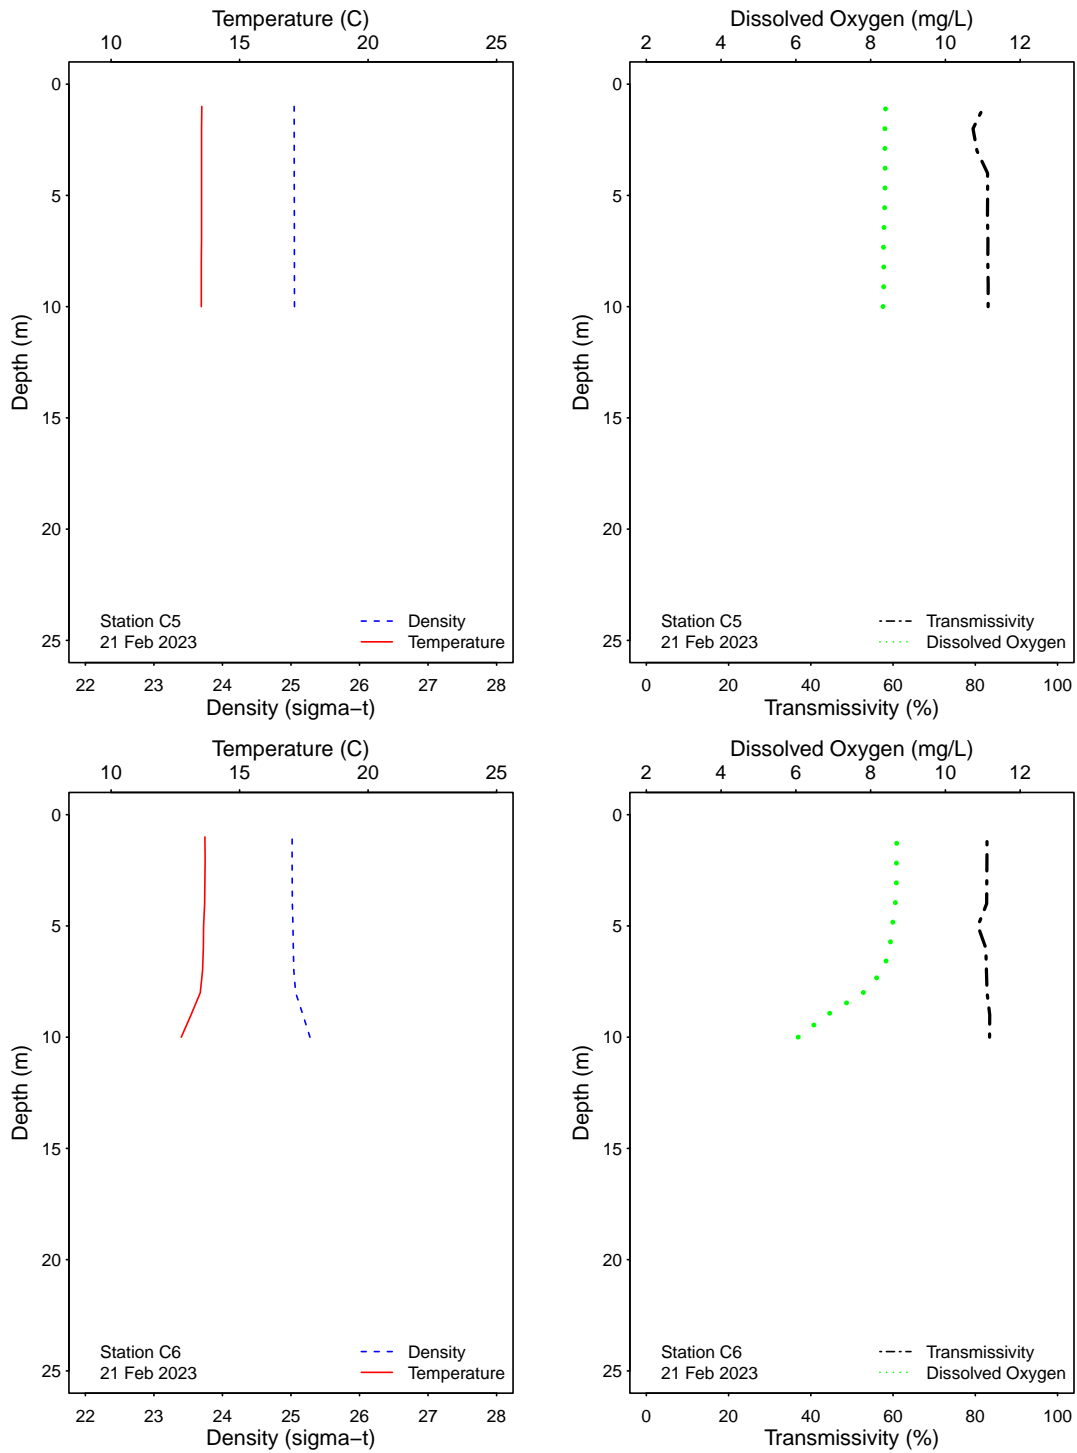 Temperature (C)
10 15 20 25
0
5
10
15
20
25
Depth (m)
Station C5
21 Feb 2023
Density
Temperature
22 23 24 25 26 27 28
Density (sigma−t)
Dissolved Oxygen (mg/L)
2 4 6 8 10 12
0
5
10
15
20
25
Depth (m)
Station C5
21 Feb 2023
Transmissivity
Dissolved Oxygen
0 20 40 60 80 100
Transmissivity (%)
Temperature (C)
10 15 20 25
0
5
10
15
20
25
Depth (m)
Station C6
21 Feb 2023
Density
Temperature
22 23 24 25 26 27 28
Density (sigma−t)
Dissolved Oxygen (mg/L)
2 4 6 8 10 12
0
5
10
15
20
25
Depth (m)
Station C6
21 Feb 2023
Transmissivity
Dissolved Oxygen
0 20 40 60 80 100
Transmissivity (%)